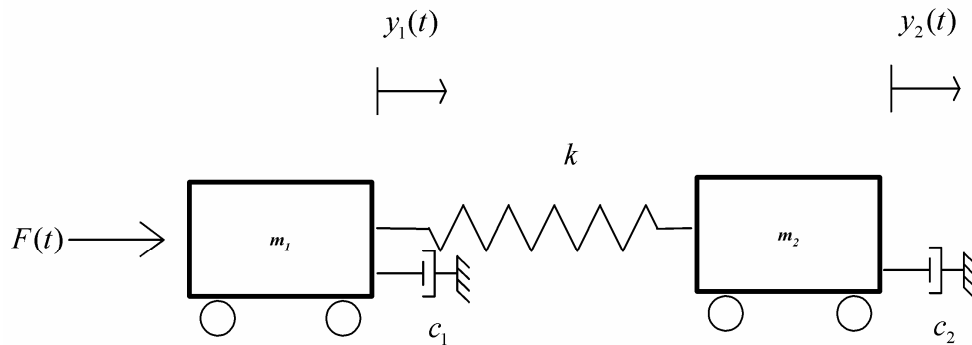 y₁(t)
y₂(t)
k
F(t)
m₁
m₂
c₁
c₂